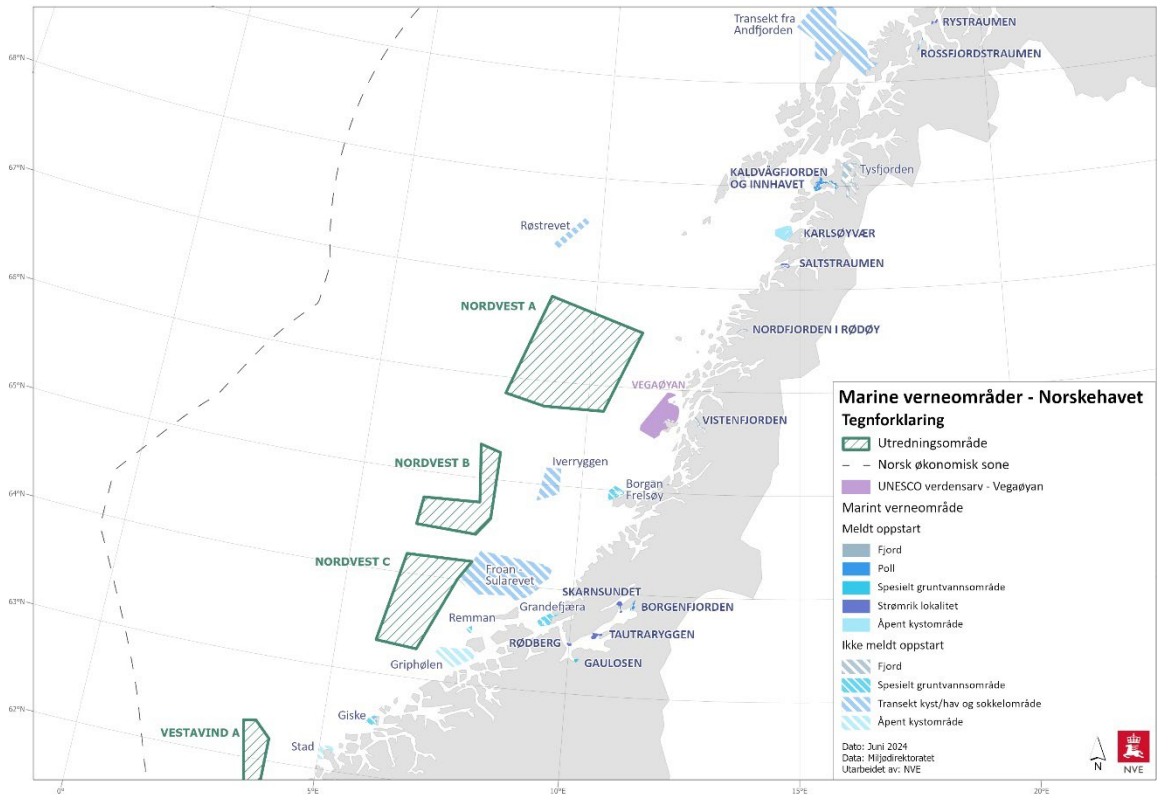 Transekt fra
Andfjorden
RYSTRAUMEN
ROSSFJORDSTRAUMEN
68°N
67°N
66°N
65°N
64°N
63°N
62°N
KALDVÅGFJORDEN
OG INNHAVET
Tysfjorden
Røstrevet
KARLSØYVÆR
SALTSTRAUMEN
NORDVEST A
NORDFJORDEN I RØDØY
VEGAØYAN
VISTENFJORDEN
NORDVEST B
Iverryggen
Borgan -
Frelsøy
NORDVEST C
Froan -
Sularevet
SKARNSUNDET
Grandefjæra
BORGENFJORDEN
Remman
RØDBERG
TAUTRARYGGEN
Griphølen
GAULOSEN
Giske
VESTAVIND A
Stad
Marine verneområder - Norskehavet
Tegnforklaring
Utredningsområde
Norsk økonomisk sone
UNESCO verdensarv - Vegaøyan
Marint verneområde
Meldt oppstart
Fjord
Poll
Spesielt gruntvannsområde
Strømrik lokalitet
Åpent kystområde
Ikke meldt oppstart
Fjord
Spesielt gruntvannsområde
Transekt kyst/hav og sokkelområde
Åpent kystområde
Dato: Juni 2024
Data: Miljødirektoratet
Utarbeidet av: NVE
N
NVE
0°
5°E
10°E
15°E
20°E